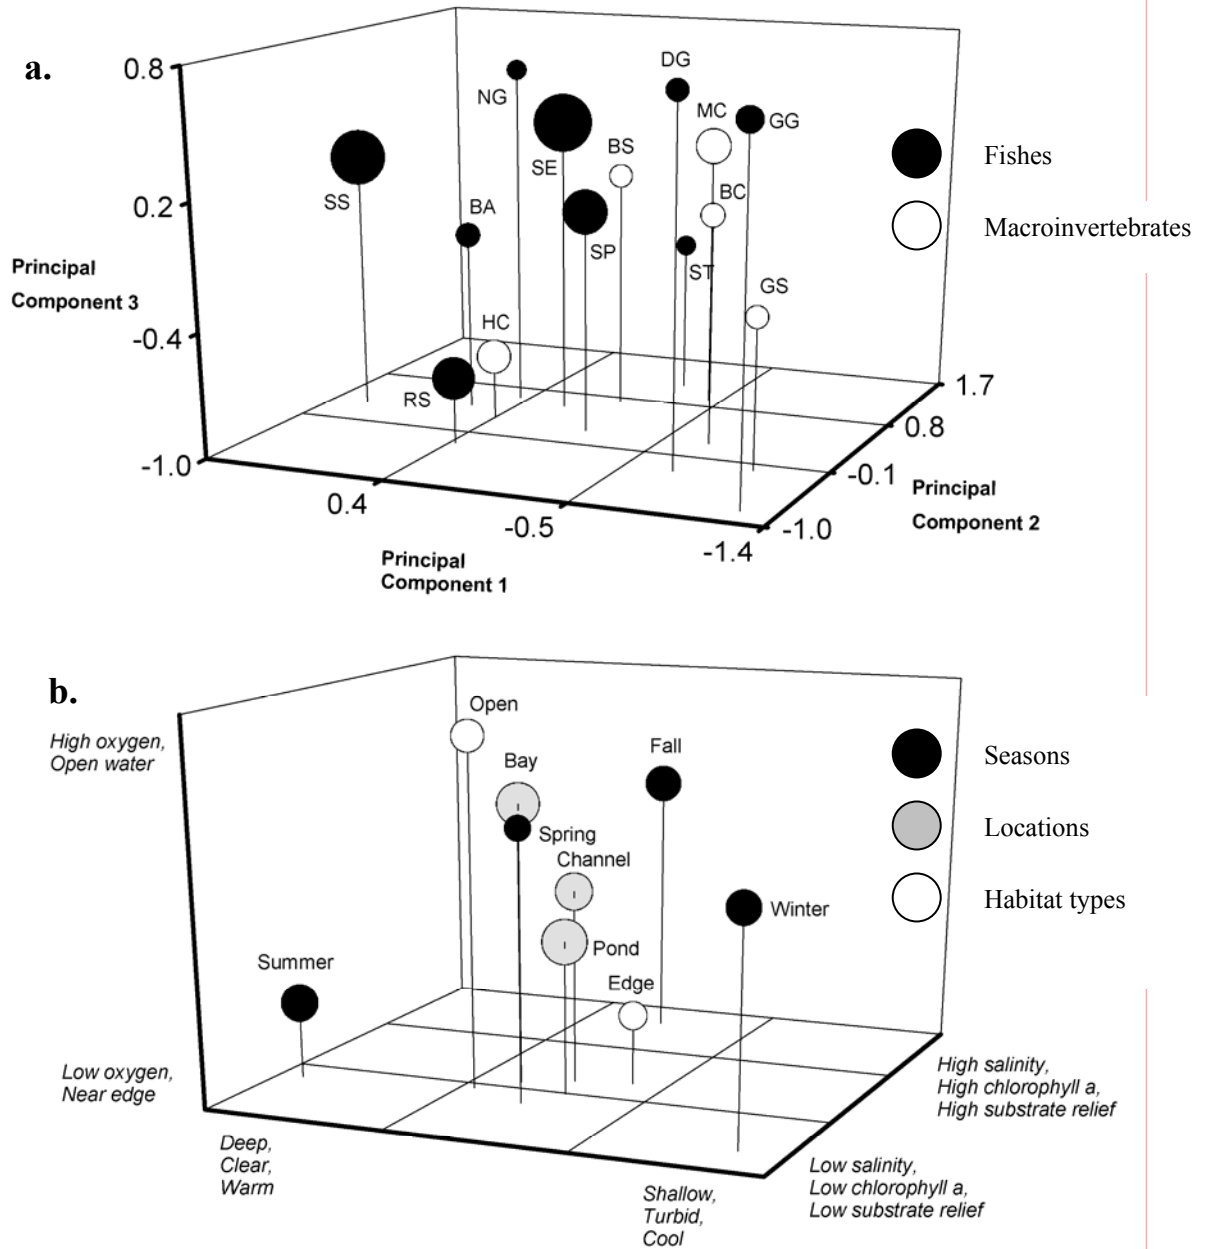 a.
0.8
0.2
-0.4
-1.0
Principal
Component 3
NG
DG
MC
GG
SE
BS
SS
BA
BC
SP
ST
GS
HC
RS
Fishes
Macroinvertebrates
0.4
-0.5
-1.4
Principal
Component 1
1.7
0.8
-0.1
-1.0
Principal
Component 2
b.
High oxygen,
Open water
Open
Bay
Fall
Spring
Channel
Winter
Pond
Summer
Edge
Seasons
Locations
Habitat types
Low oxygen,
Near edge
Deep,
Clear,
Warm
Shallow,
Turbid,
Cool
High salinity,
High chlorophyll a,
High substrate relief
Low salinity,
Low chlorophyll a,
Low substrate relief